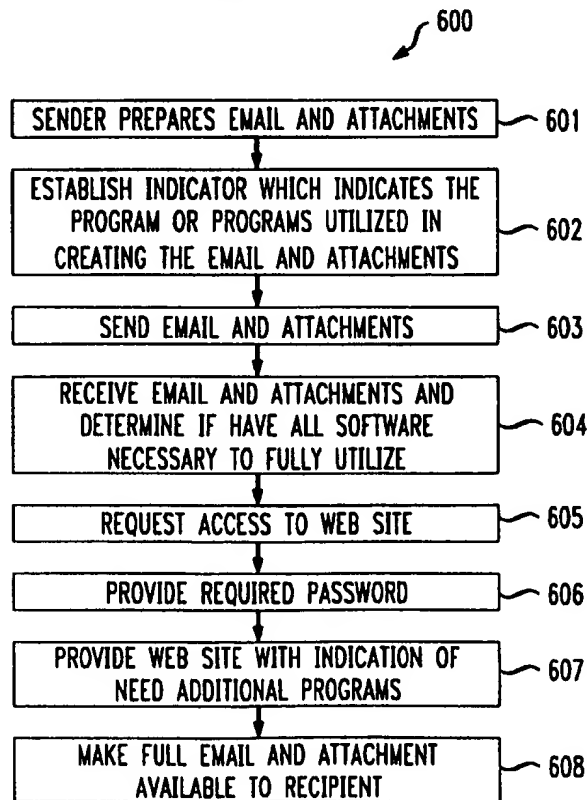 600
SENDER PREPARES EMAIL AND ATTACHMENTS
601
ESTABLISH INDICATOR WHICH INDICATES THE
PROGRAM OR PROGRAMS UTILIZED IN
CREATING THE EMAIL AND ATTACHMENTS
602
SEND EMAIL AND ATTACHMENTS
603
RECEIVE EMAIL AND ATTACHMENTS AND
DETERMINE IF HAVE ALL SOFTWARE
NECESSARY TO FULLY UTILIZE
604
REQUEST ACCESS TO WEB SITE
605
PROVIDE REQUIRED PASSWORD
606
PROVIDE WEB SITE WITH INDICATION OF
NEED ADDITIONAL PROGRAMS
607
MAKE FULL EMAIL AND ATTACHMENT
AVAILABLE TO RECIPIENT
608